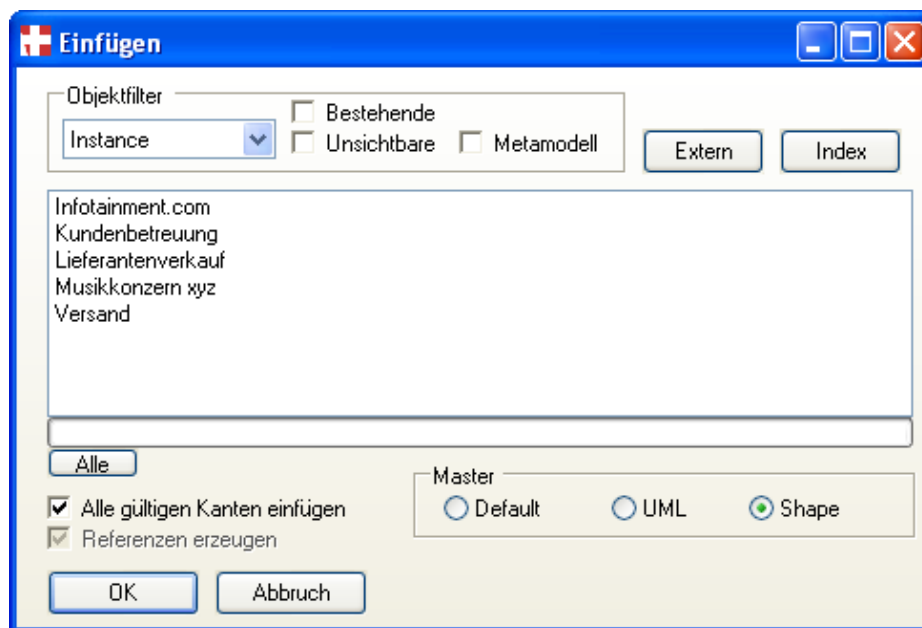 Einfügen
Objektfilter
Bestehende
Instance
Unsichtbare
Metamodell
Extern
Index
Infotainment.com
Kundenbetreuung
Lieferantenverkauf
Musikkonzern xyz
Versand
Alle
Master
Alle gültigen Kanten einfügen
Default
UML
Shape
Referenzen erzeugen
OK
Abbruch